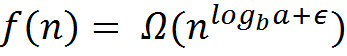 f(n) = Ω(n^{log_b a+ϵ})